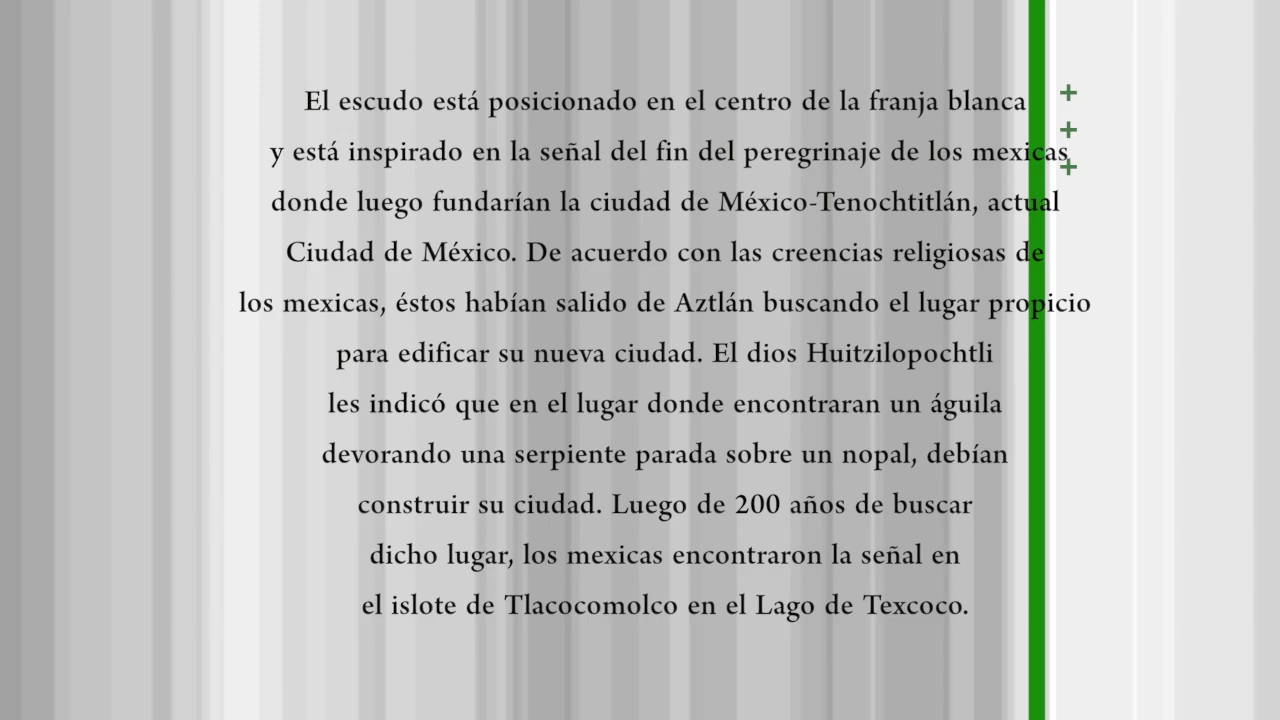 El escudo está posicionado en el centro de la franja blanca
y está inspirado en la señal del fin del peregrinaje de los mexicas
donde luego fundarían la ciudad de México-Tenochtitlán, actual
Ciudad de México. De acuerdo con las creencias religiosas de
los mexicas, éstos habían salido de Aztlán buscando el lugar propicio
para edificar su nueva ciudad. El dios Huitzilopochtli
les indicó que en el lugar donde encontraran un águila
devorando una serpiente parada sobre un nopal, debían
construir su ciudad. Luego de 200 años de buscar
dicho lugar, los mexicas encontraron la señal en
el islote de Tlacocomolco en el Lago de Texcoco.